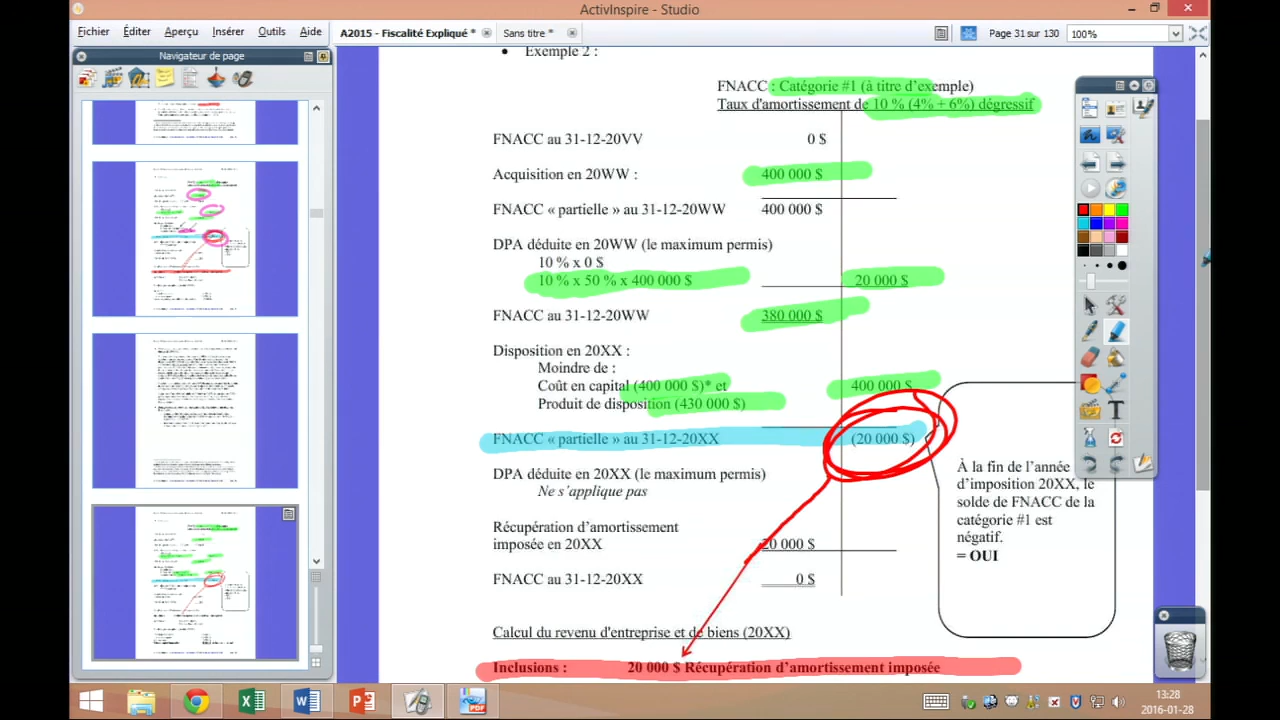 ActivInspire - Studio
Fichier Éditer Aperçu Insérer Outils Aide
A2015 - Fiscalité Expliqué *
Sans titre *
Page 31 sur 130
100%
Navigateur de page
• Exemple 2 :
FNACC : Catégorie #1 (à titre d'exemple)
Taux d'amortissement de 10 % (4% + 6%) dégressif
FNACC au 31-12-20VV 0 $
Acquisition en 20WW : 400 000 $
FNACC « partielle » au 31-12-20WW 400 000 $
DPA déduite en 20WW (le maximum permis)
10 % x 0 $
10 % x 50 % x 400 000 $ 20 000 $
FNACC au 31-12-20WW 380 000 $
Disposition en 20XX :
Moindre de :
Coût en capital (400 000 $)* et 400 000 $
Produit de disposition (430 000 $)
FNACC « partielle » au 31-12-20XX (20 000 $)
DPA déduite en 20XX (le maximum permis)
Ne s'applique pas
Récupération d'amortissement
imposée en 20XX 20 000 $
FNACC au 31-12-20XX 0 $
À la fin de l'année
d'imposition 20XX, le
solde de FNACC de la
catégorie #1 est
négatif.
= OUI
Calcul du revenu entreprise et de biens (20XX)
Inclusions : 20 000 $ Récupération d'amortissement imposée
13:28
2016-01-28